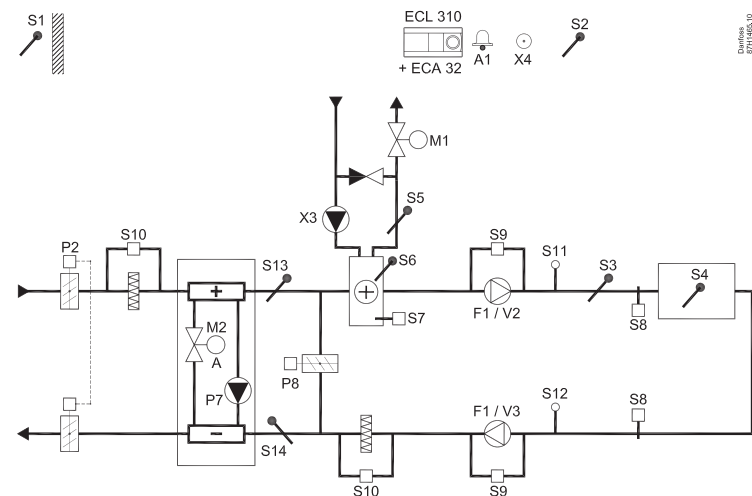 S1
ECL 310
+ ECA 32
A1
X4
S2
Danfoss
87H1465.10
M1
S5
X3
P2
S10
S13
S6
S7
S9
F1 / V2
S11
S3
S8
S4
M2
A
P7
P8
S14
S10
F1 / V3
S9
S12
S8